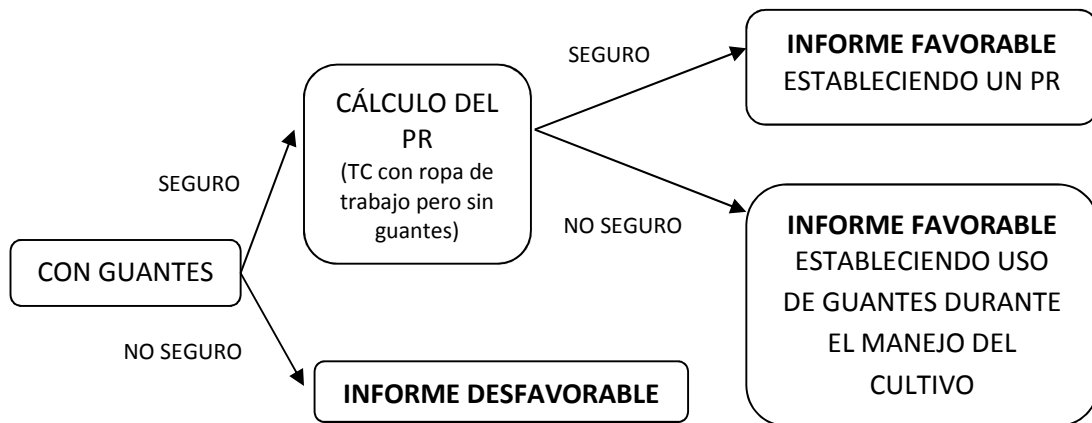 CON GUANTES
SEGURO
NO SEGURO
CÁLCULO DEL
PR
(TC con ropa de
trabajo pero sin
guantes)
INFORME DESFAVORABLE
SEGURO
NO SEGURO
INFORME FAVORABLE
ESTABLECIENDO UN PR
INFORME FAVORABLE
ESTABLECIENDO USO
DE GUANTES DURANTE
EL MANEJO DEL
CULTIVO